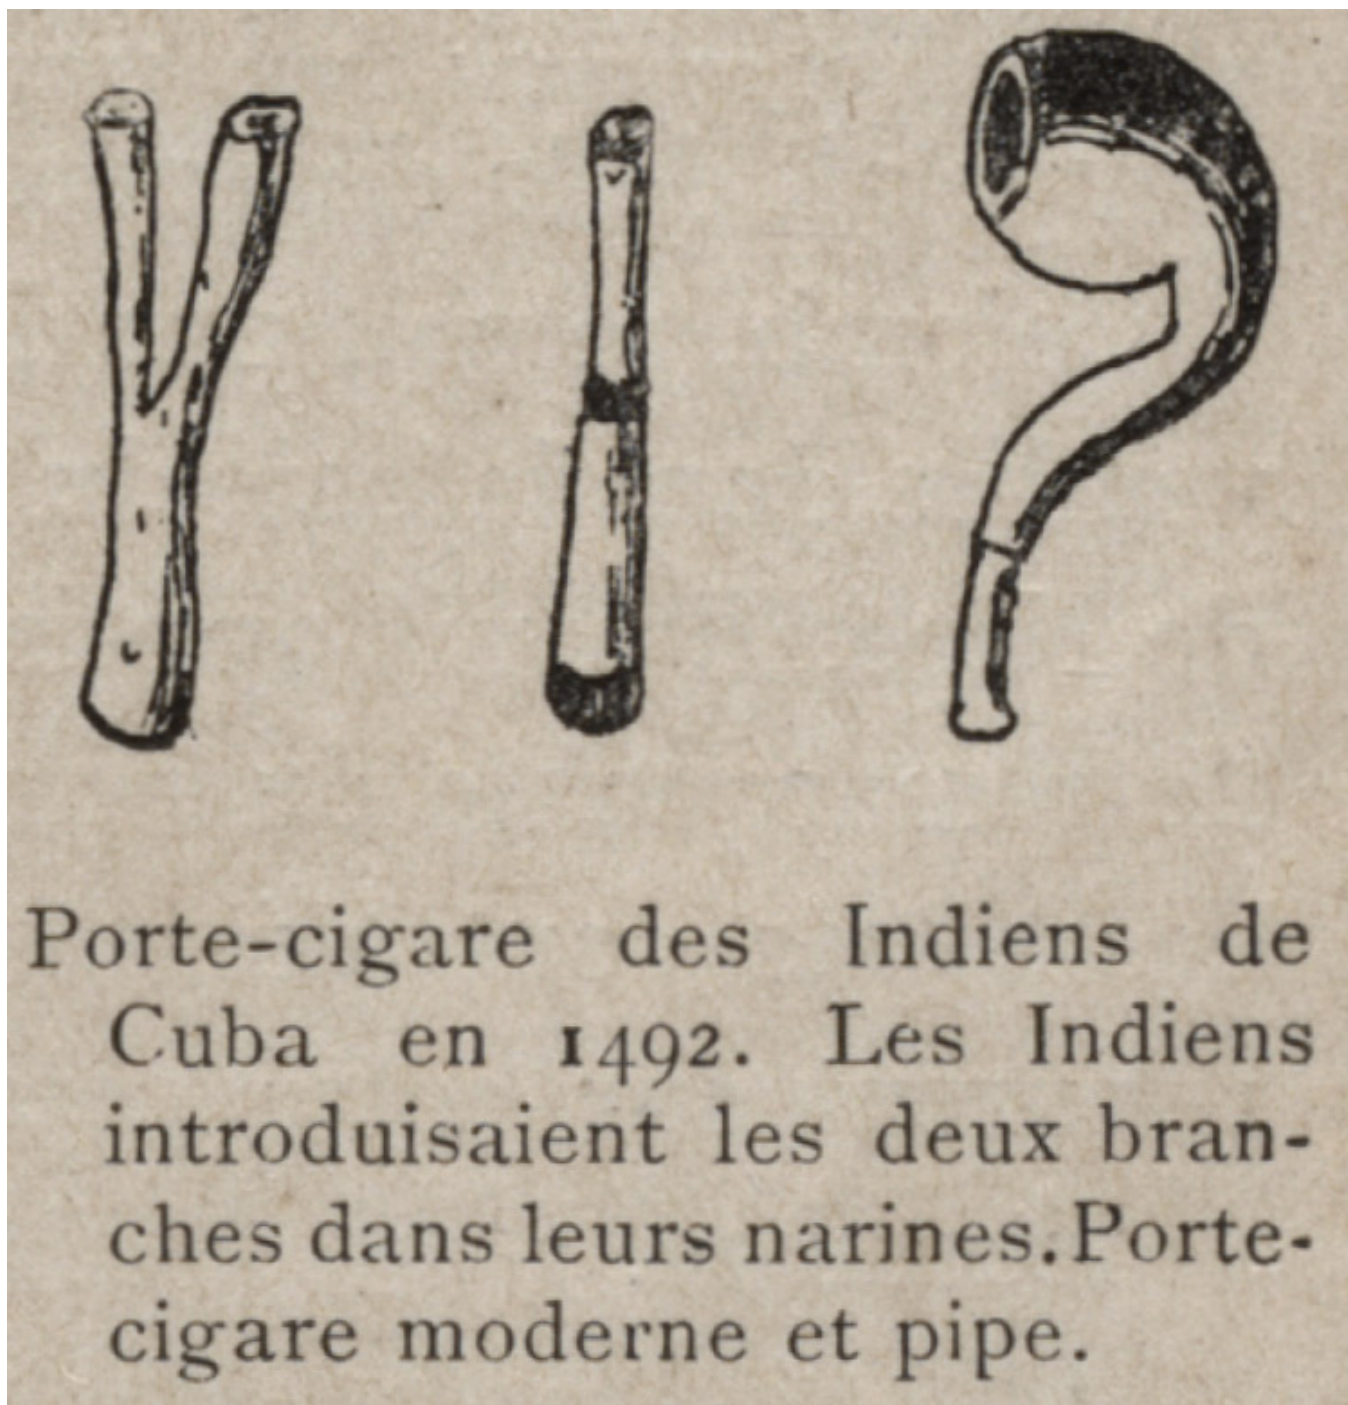 Porte-cigare des Indiens de
Cuba en 1492. Les Indiens
introduisaient les deux bran-
ches dans leurs narines. Porte-
cigare moderne et pipe.